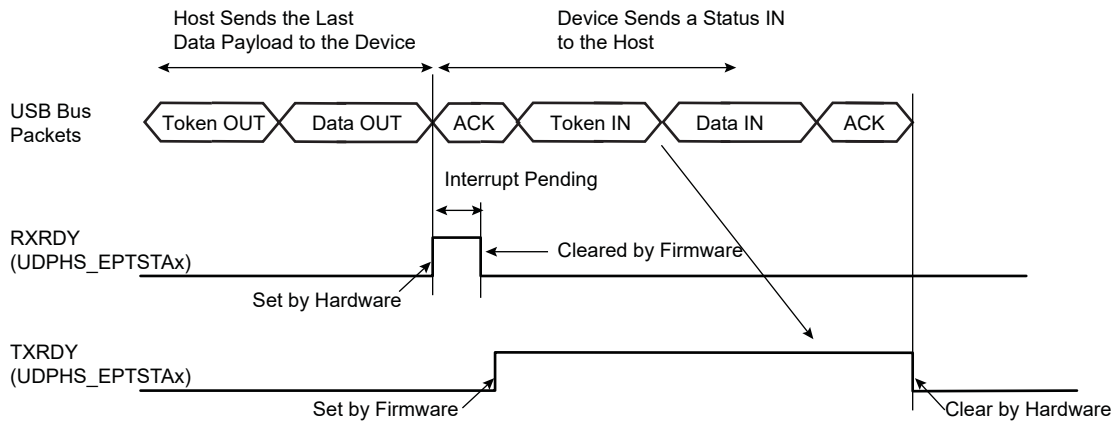 Host Sends the Last
Data Payload to the Device
Device Sends a Status IN
to the Host
USB Bus
Packets
Token OUT
Data OUT
ACK
Token IN
Data IN
ACK
Interrupt Pending
RXRDY
(UDPHS_EPTSTAx)
Cleared by Firmware
Set by Hardware
TXRDY
(UDPHS_EPTSTAx)
Set by Firmware
Clear by Hardware